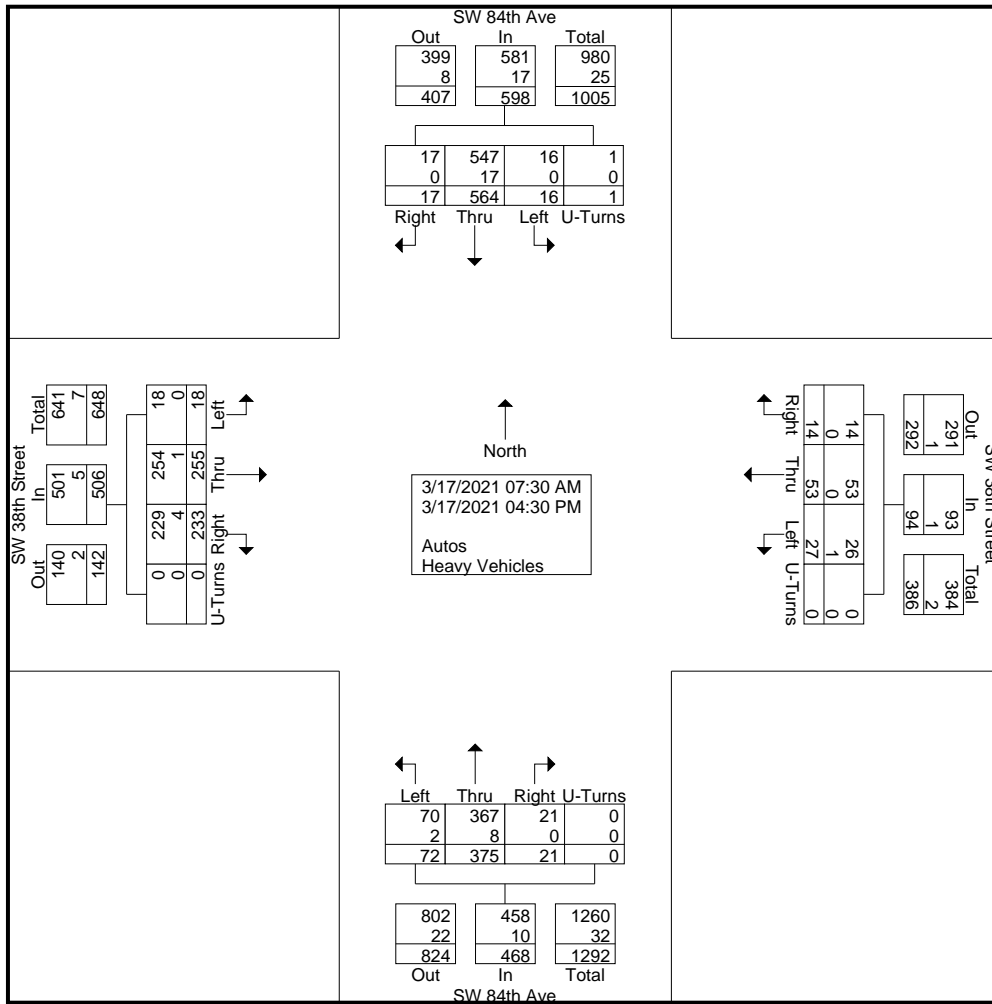 SW 84th Ave
Out In Total
399 581 980
8 17 25
407 598 1005
17 547 16 1
0 17 0 0
17 564 16 1
Right Thru Left U-Turns
SW 38th Street
Total In Out
641 501 140
7 5 2
648 506 142
18 254 229 0
0 1 4 0
18 255 233 0
Left Thru Right U-Turns
North
3/17/2021 07:30 AM
3/17/2021 04:30 PM
Autos
Heavy Vehicles
Right Thru Left U-Turns
14 53 27 0
0 0 1 0
14 53 26 0
292 94 386
1 1 2
291 93 384
Out In Total
SW 38th Street
Left Thru Right U-Turns
70 367 21 0
2 8 0 0
72 375 21 0
802 458 1260
22 10 32
824 468 1292
Out In Total
SW 84th Ave